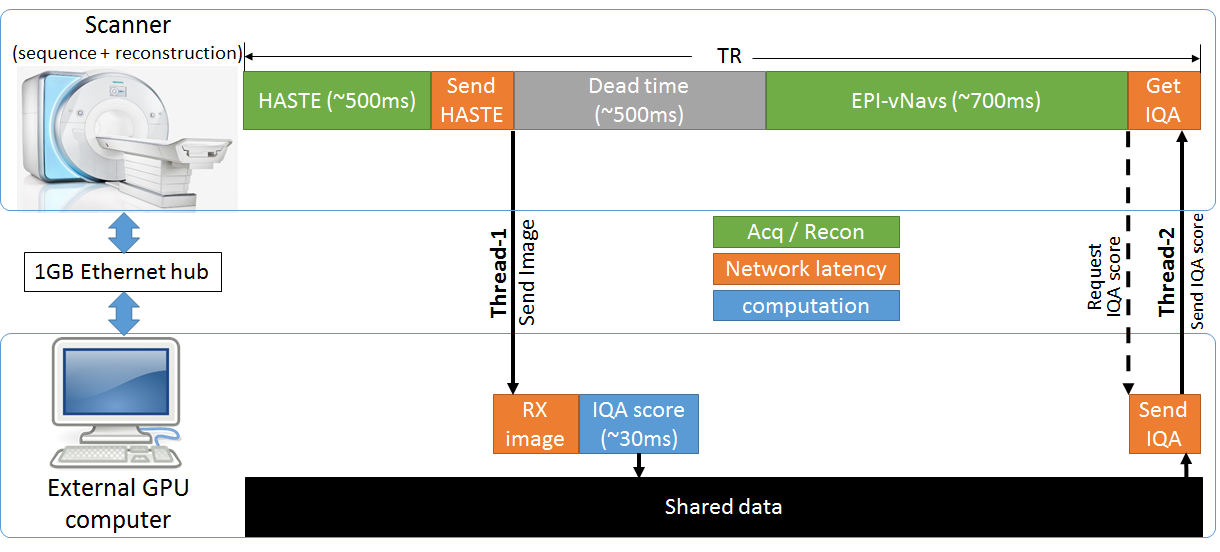 Scanner
(sequence + reconstruction)
TR
HASTE (~500ms)
Send
HASTE
Dead time
(~500ms)
EPI-vNavs (~700ms)
Get
IQA
Thread-1
Send Image
Acq / Recon
Network latency
computation
Request
IQA score
Thread-2
Send IQA score
1GB Ethernet hub
RX
image
IQA score
(~30ms)
Send
IQA
External GPU
computer
Shared data